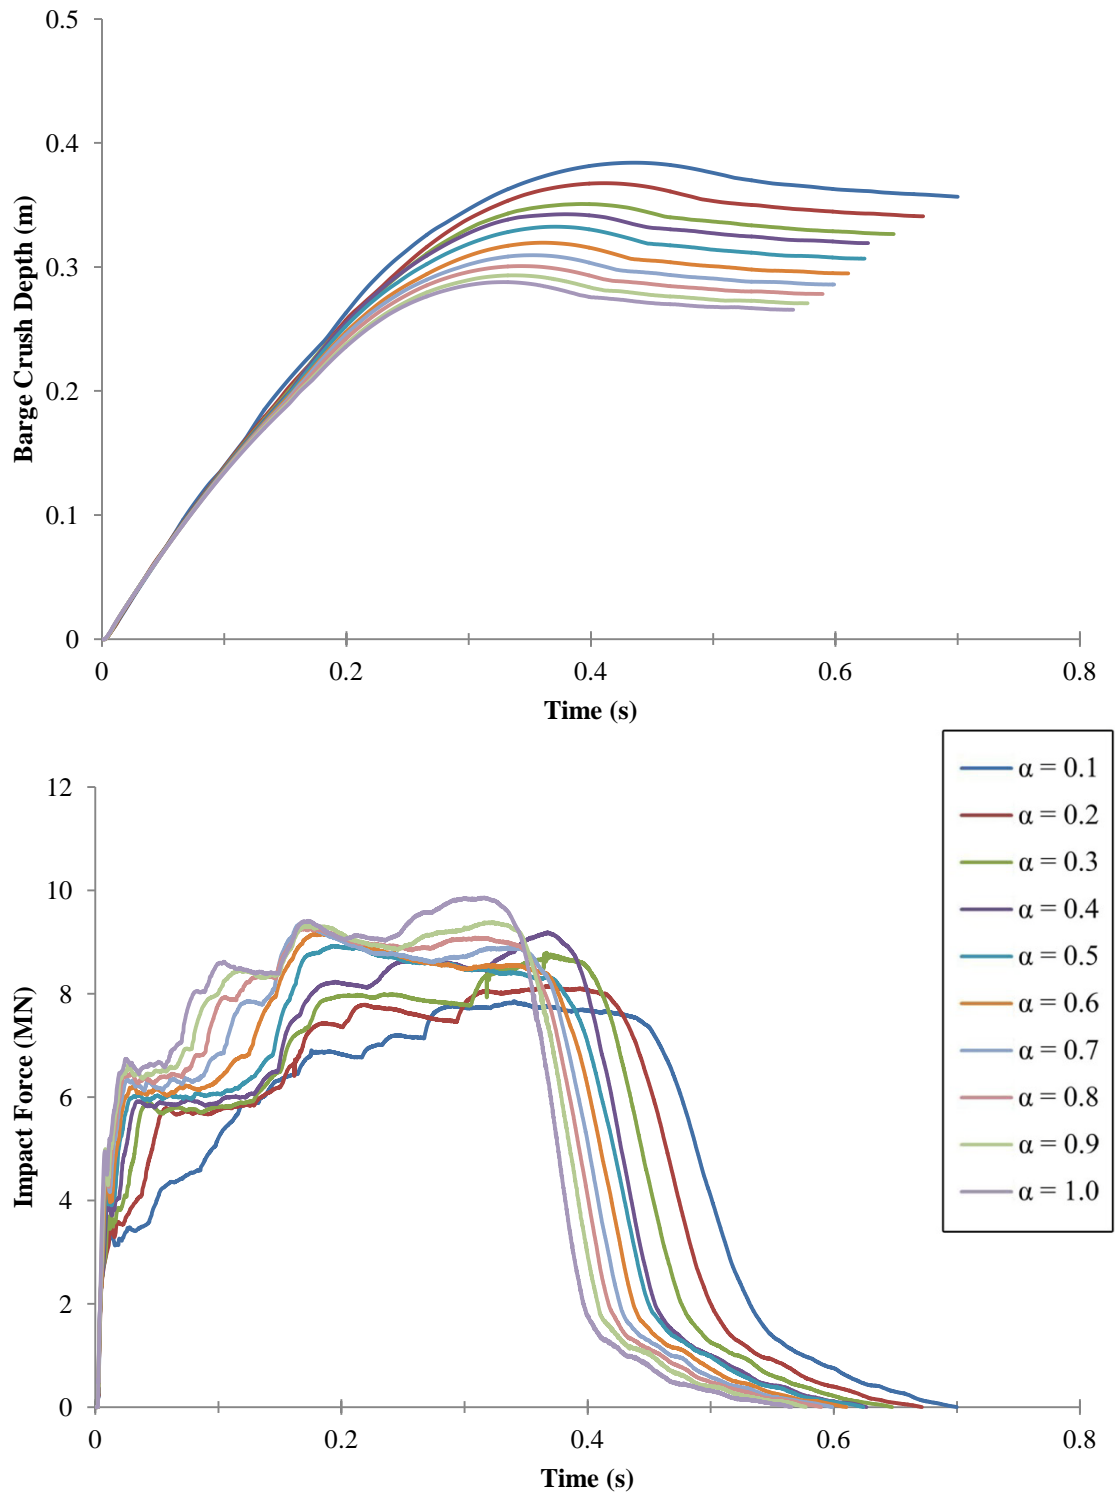 0.5
0.4
0.3
0.2
0.1
0
Barge Crush Depth (m)
0 0.2 0.4 0.6 0.8
Time (s)
α = 0.1
α = 0.2
α = 0.3
α = 0.4
α = 0.5
α = 0.6
α = 0.7
α = 0.8
α = 0.9
α = 1.0
12
10
8
6
4
2
0
Impact Force (MN)
0 0.2 0.4 0.6 0.8
Time (s)